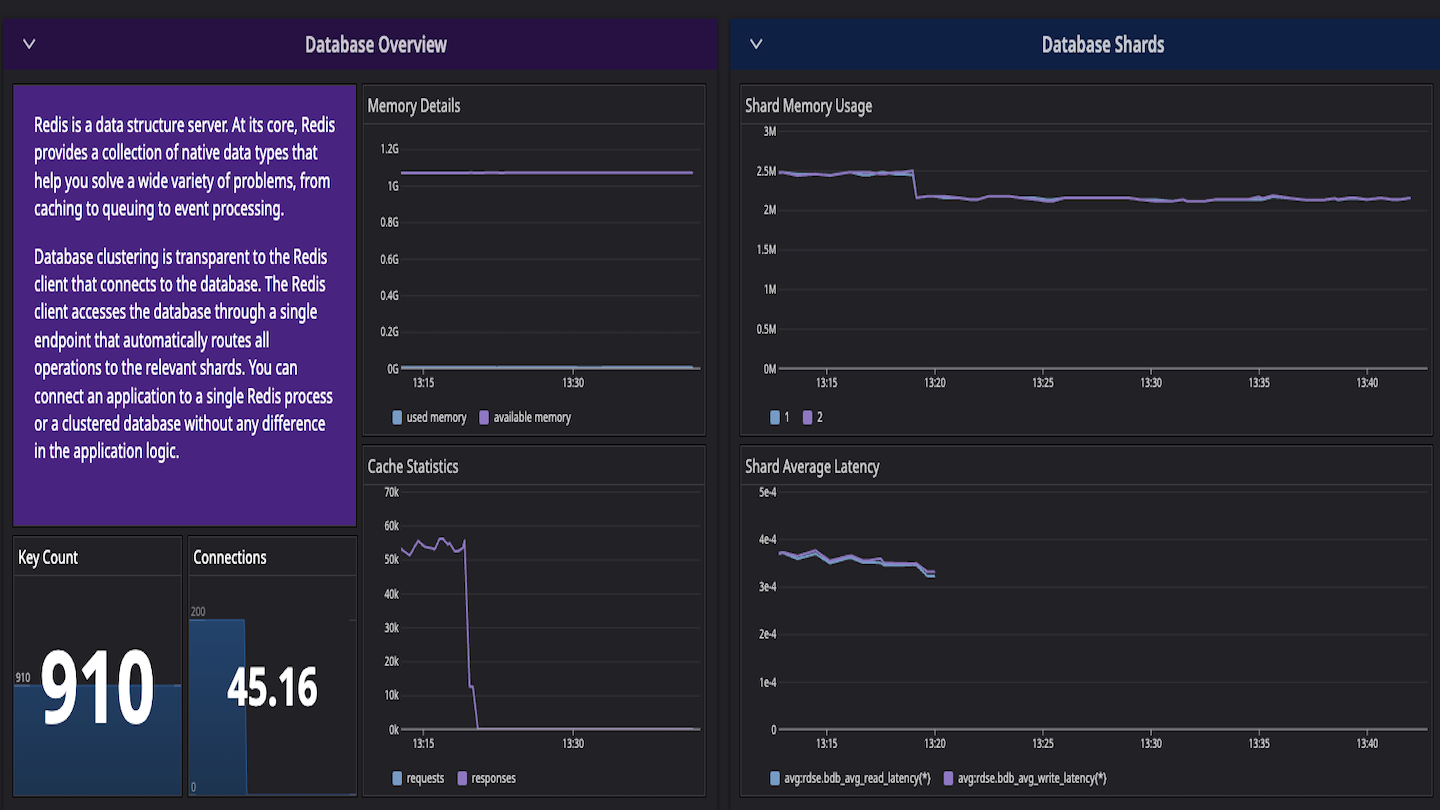 Database Overview
Redis is a data structure server. At its core, Redis
provides a collection of native data types that
help you solve a wide variety of problems, from
caching to queuing to event processing.
Database clustering is transparent to the Redis
client that connects to the database. The Redis
client accesses the database through a single
endpoint that automatically routes all
operations to the relevant shards. You can
connect an application to a single Redis process
or a clustered database without any difference
in the application logic.
Key Count
910
910
Connections
200
45.16
0
Memory Details
1.2G
1G
0.8G
0.6G
0.4G
0.2G
0G
13:15 13:30
used memory available memory
Cache Statistics
70k
60k
50k
40k
30k
20k
10k
0k
13:15 13:30
requests responses
Database Shards
Shard Memory Usage
3M
2.5M
2M
1.5M
1M
0.5M
0M
13:15 13:20 13:25 13:30 13:35 13:40
1 2
Shard Average Latency
5e-4
4e-4
3e-4
2e-4
1e-4
0
13:15 13:20 13:25 13:30 13:35 13:40
avg:rdse.bdb_avg_read_latency{*} avg:rdse.bdb_avg_write_latency{*}